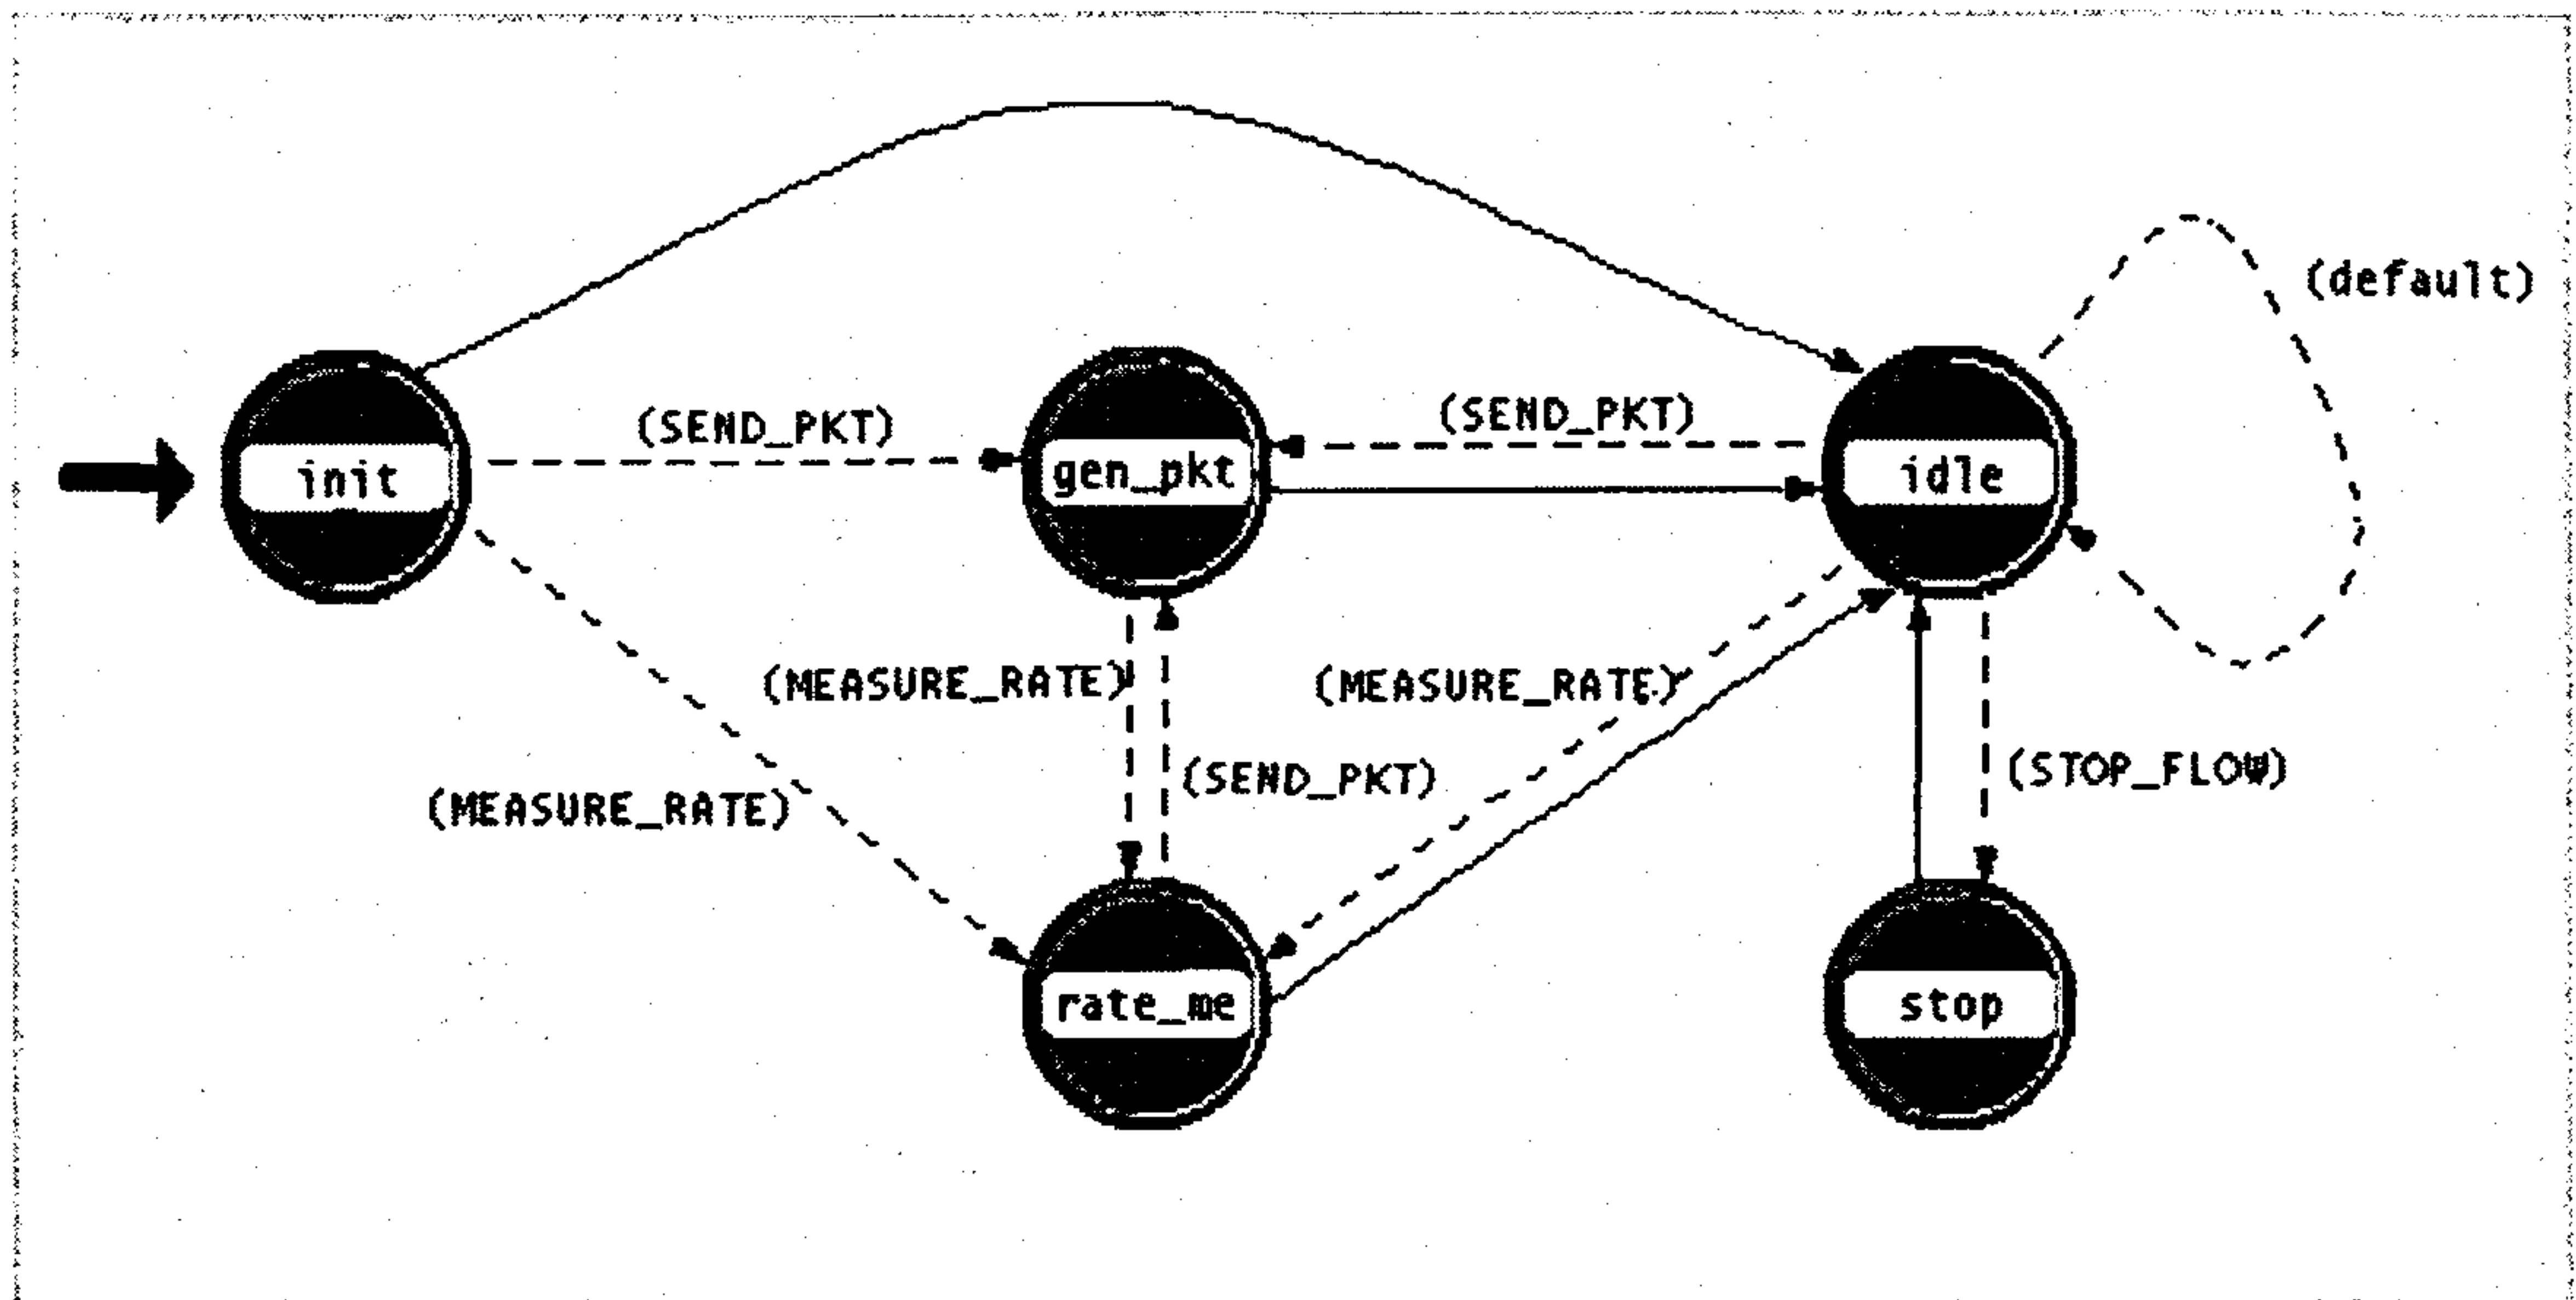 (default)
(SEND_PKT)
(SEND_PKT)
init
gen_pkt
idle
(MEASURE_RATE)
(MEASURE_RATE)
(MEASURE_RATE)
(SEND_PKT)
(STOP_FLOW)
rate_me
stop